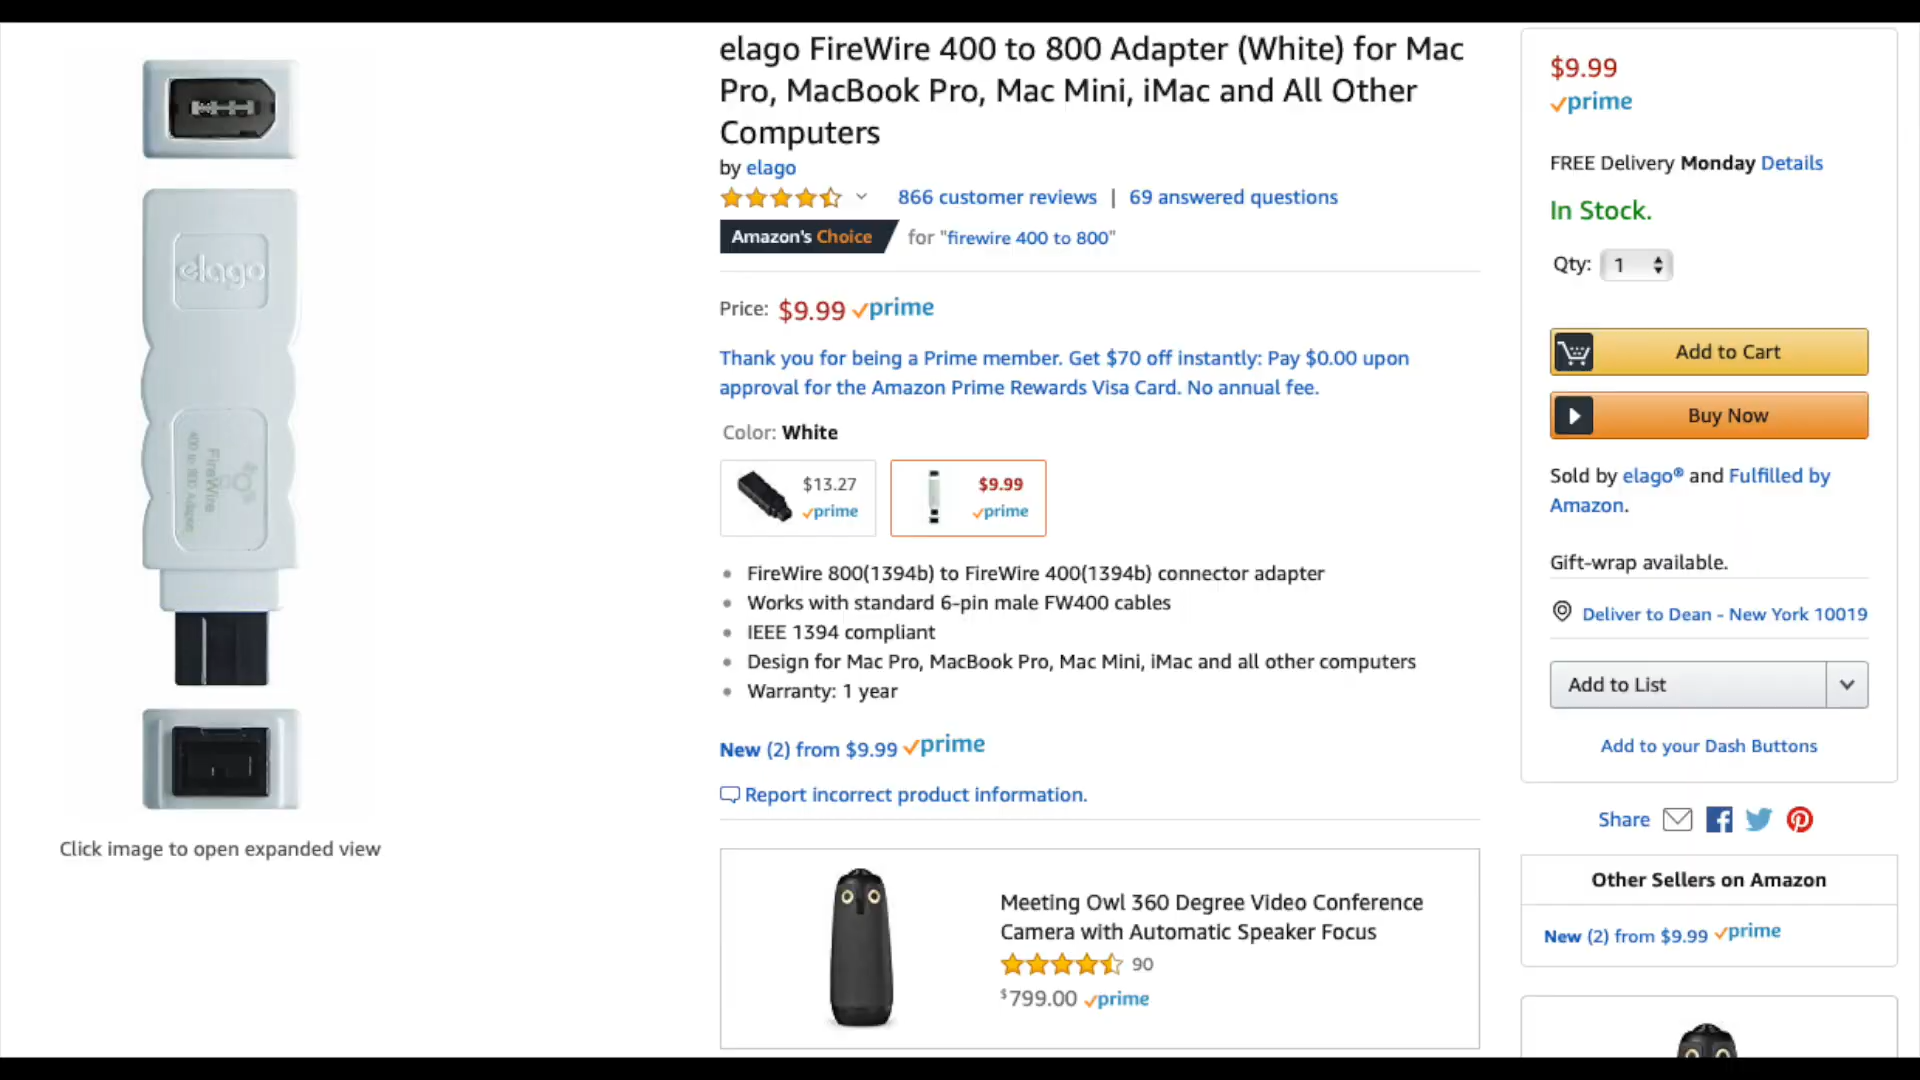 elago FireWire 400 to 800 Adapter (White) for Mac
Pro, MacBook Pro, Mac Mini, iMac and All Other
Computers
by elago
866 customer reviews | 69 answered questions
Amazon's Choice for "firewire 400 to 800"
Price: $9.99 prime
Thank you for being a Prime member. Get $70 off instantly: Pay $0.00 upon
approval for the Amazon Prime Rewards Visa Card. No annual fee.
Color: White
$13.27
prime
$9.99
prime
FireWire 800(1394b) to FireWire 400(1394b) connector adapter
Works with standard 6-pin male FW400 cables
IEEE 1394 compliant
Design for Mac Pro, MacBook Pro, Mac Mini, iMac and all other computers
Warranty: 1 year
New (2) from $9.99 prime
Report incorrect product information.
Meeting Owl 360 Degree Video Conference
Camera with Automatic Speaker Focus
90
$799.00 prime
elago
FireWire
400 to 800 Adapter
Click image to open expanded view
$9.99
prime
FREE Delivery Monday Details
In Stock.
Qty: 1
Add to Cart
Buy Now
Sold by elago® and Fulfilled by
Amazon.
Gift-wrap available.
Deliver to Dean - New York 10019
Add to List
Add to your Dash Buttons
Share
Other Sellers on Amazon
New (2) from $9.99 prime